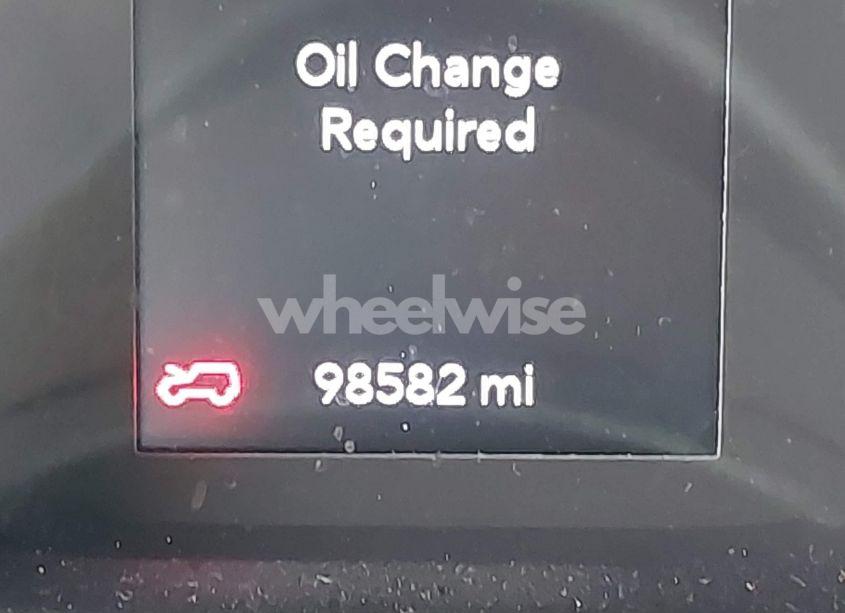 Oil Change
Required
wheelwise
98582 mi